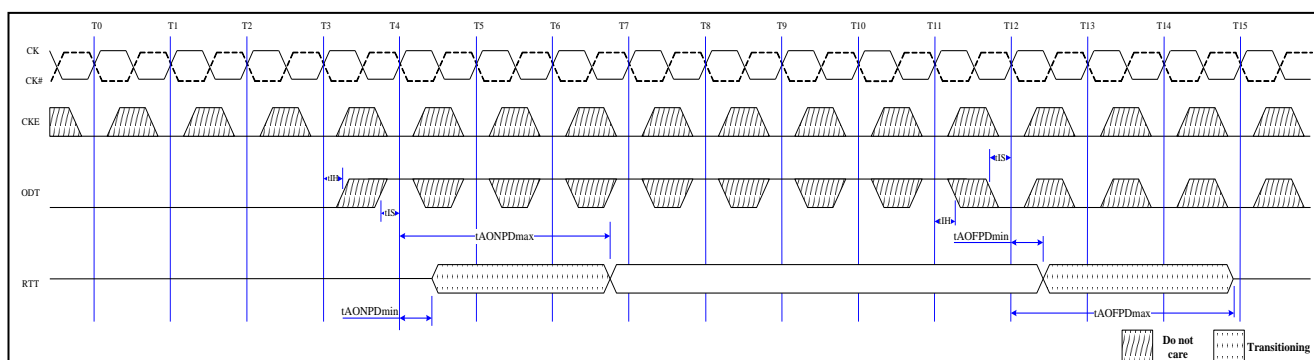 T0 T1 T2 T3 T4 T5 T6 T7 T8 T9 T10 T11 T12 T13 T14 T15
CK
CK#
CKE
tIS
tIH
ODT
tIS
tIH
tAONPDmax
tAOFPDmin
RTT
tAONPDmin
tAOFPDmax
Do not
care
Transitioning